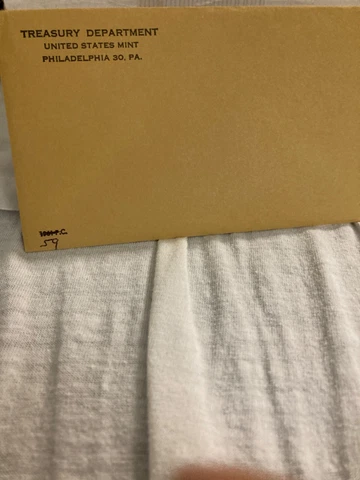 TREASURY DEPARTMENT
UNITED STATES MINT
PHILADELPHIA 30, PA.
P.C.
59